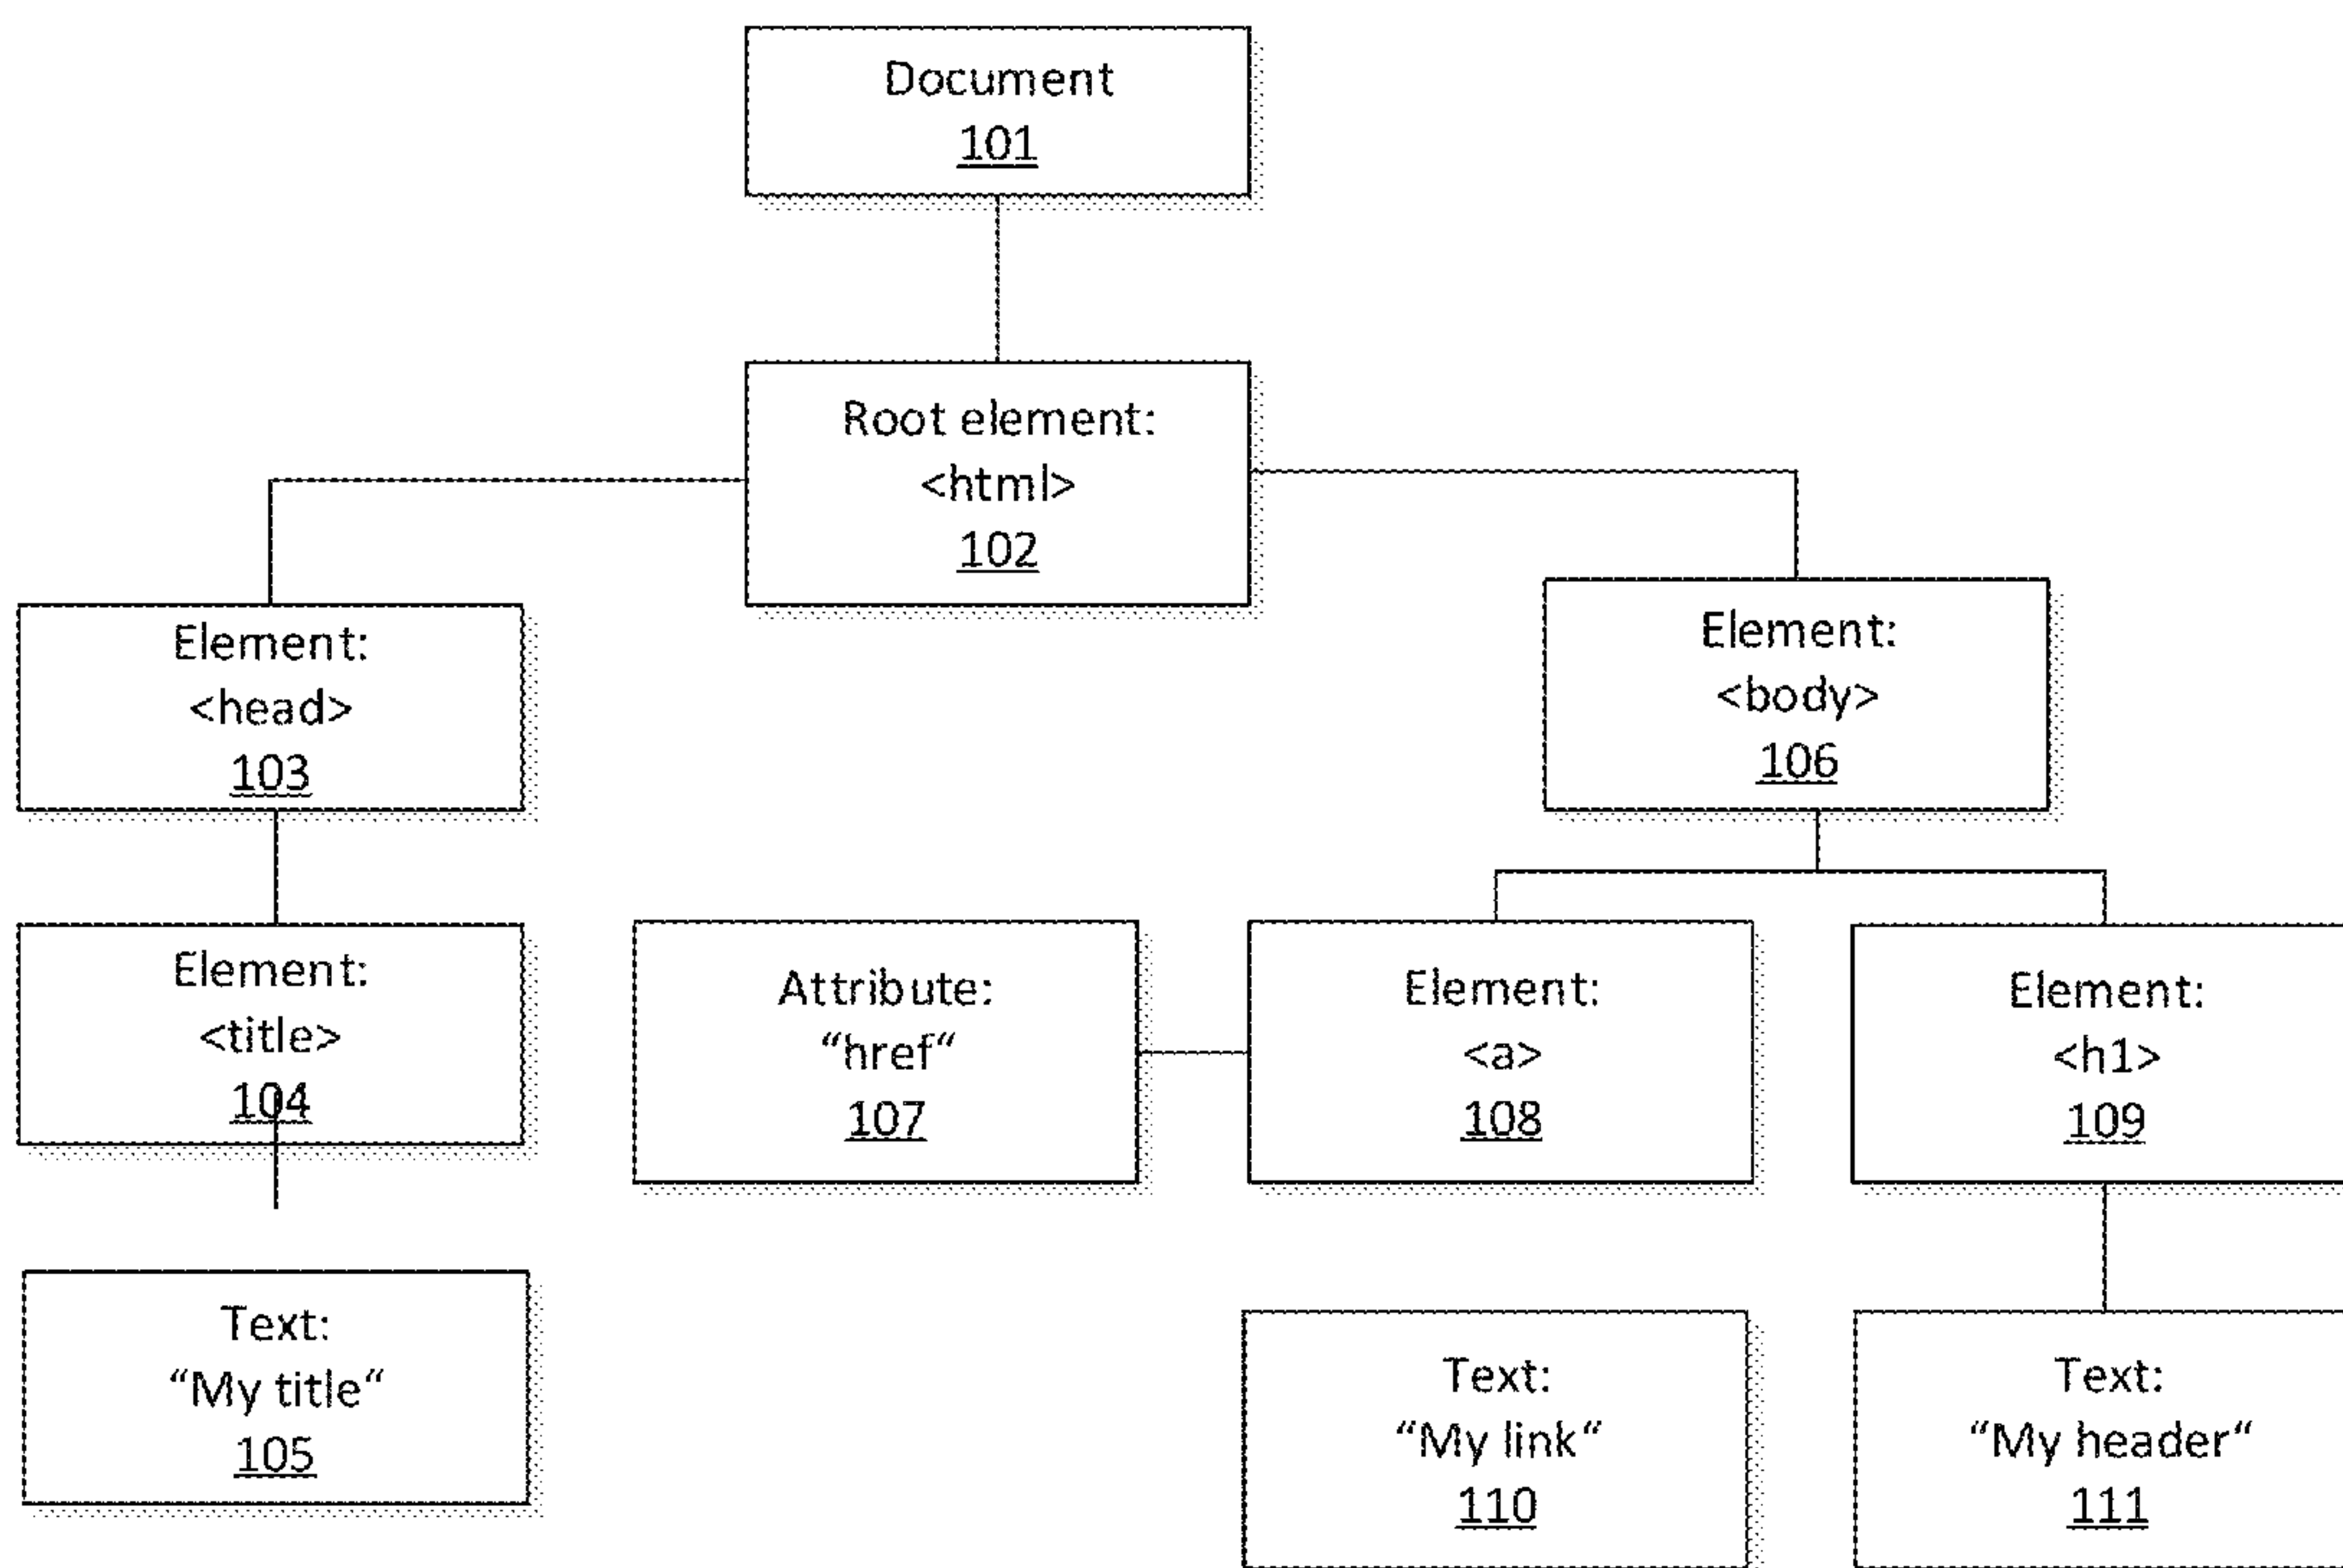 Document
101
Root element:
<html>
102
Element:
<head>
103
Element:
<body>
106
Element:
<title>
104
Attribute:
“href“
107
Element:
<a>
108
Element:
<h1>
109
Text:
“My title“
105
Text:
“My link“
110
Text:
“My header“
111